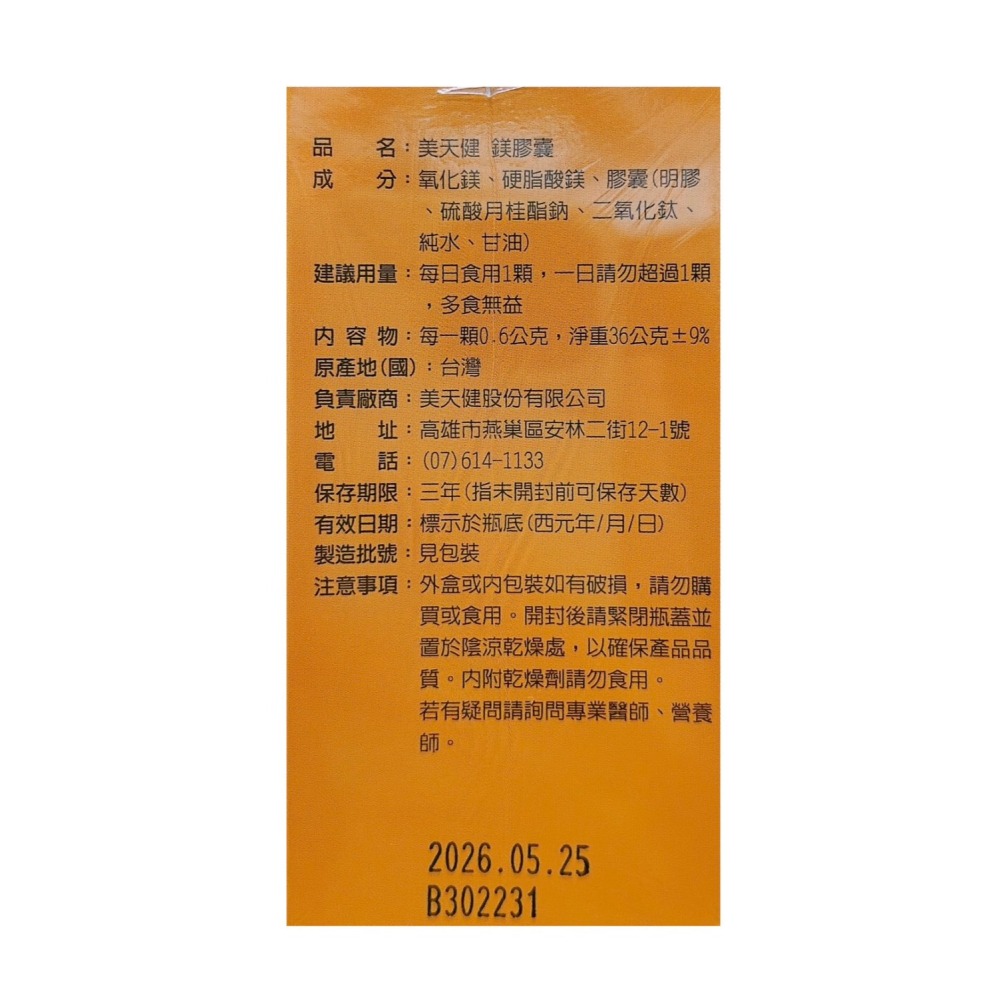 品　　名：美天健 鎂膠囊
成　　分：氧化鎂、硬脂酸鎂、膠囊(明膠
、硫酸月桂酯鈉、二氧化鈦、
純水、甘油)
建議用量：每日食用1顆，一日請勿超過1顆
，多食無益
內 容 物：每一顆0.6公克，淨重36公克±9%
原產地(國)：台灣
負責廠商：美天健股份有限公司
地　　址：高雄市燕巢區安林二街12-1號
電　　話：(07)614-1133
保存期限：三年(指未開封前可保存天數)
有效日期：標示於瓶底(西元年/月/日)
製造批號：見包裝
注意事項：外盒或內包裝如有破損，請勿購
買或食用。開封後請緊閉瓶蓋並
置於陰涼乾燥處，以確保產品品
質。內附乾燥劑請勿食用。
若有疑問請詢問專業醫師、營養
師。
2026.05.25
B302231